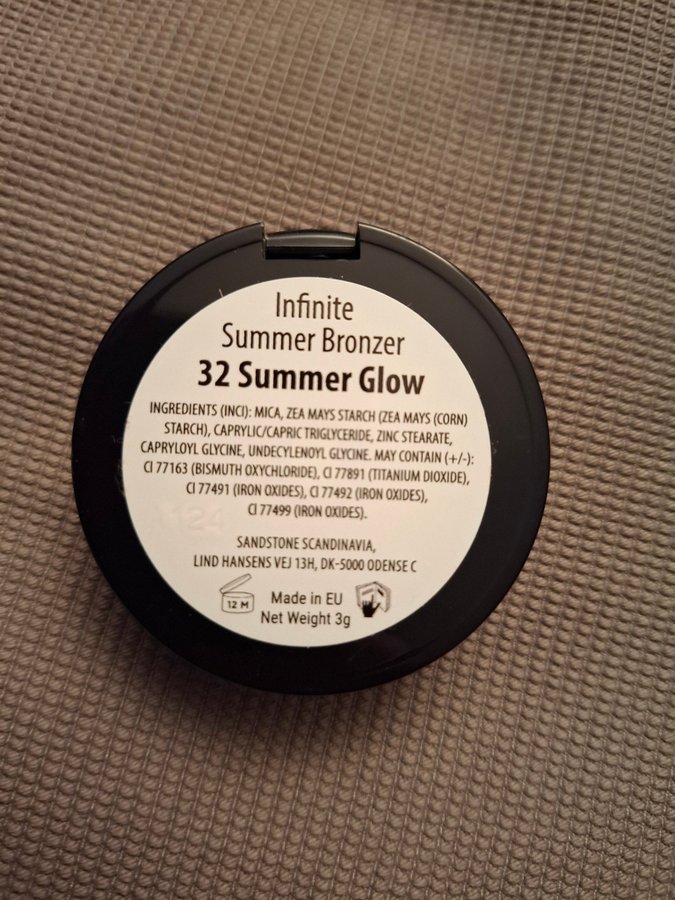 Infinite
Summer Bronzer
32 Summer Glow
INGREDIENTS (INCI): MICA, ZEA MAYS STARCH (ZEA MAYS (CORN)
STARCH), CAPRYLIC/CAPRIC TRIGLYCERIDE, ZINC STEARATE,
CAPRYLOYL GLYCINE, UNDECYLENOYL GLYCINE. MAY CONTAIN (+/-):
CI 77163 (BISMUTH OXYCHLORIDE), CI 77891 (TITANIUM DIOXIDE),
CI 77491 (IRON OXIDES), CI 77492 (IRON OXIDES),
CI 77499 (IRON OXIDES).
SANDSTONE SCANDINAVIA,
LIND HANSENS VEJ 13H, DK-5000 ODENSE C
12 M
Made in EU
Net Weight 3g